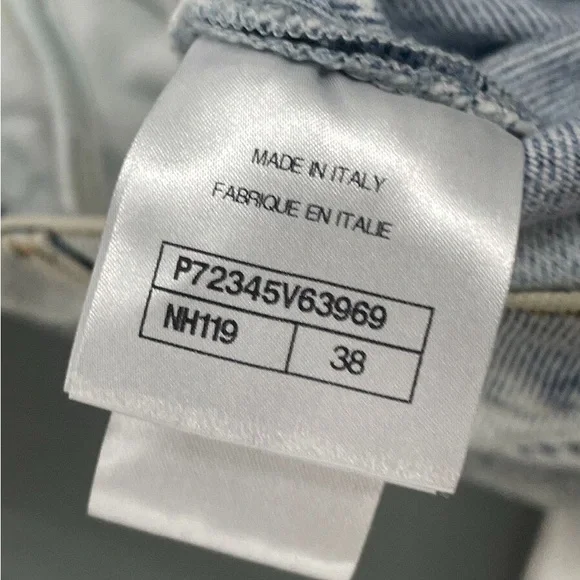 MADE IN ITALY
FABRIQUE EN ITALIE
P72345V63969
NH119 38